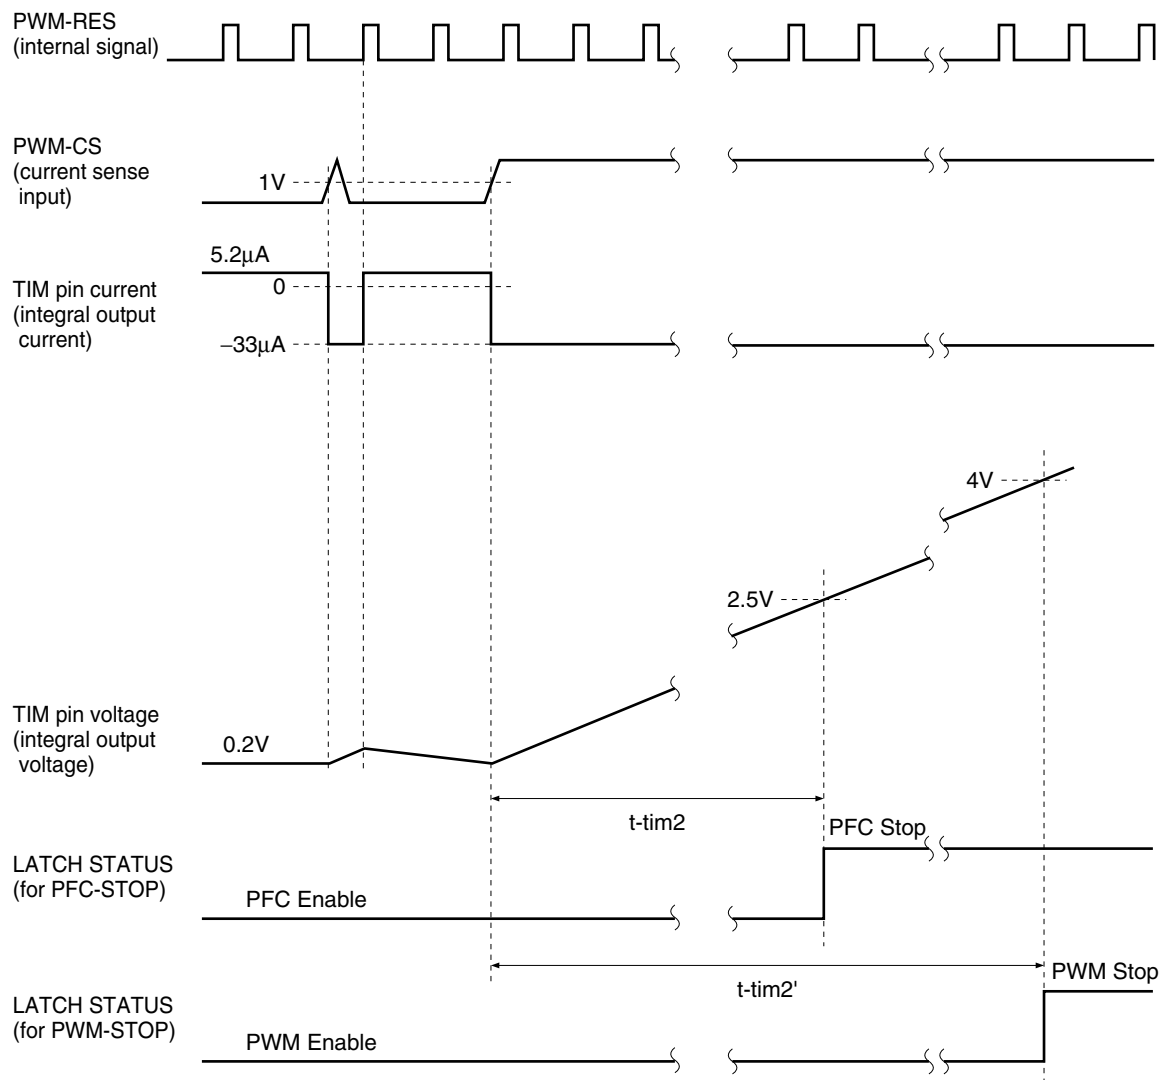 PWM-RES
(internal signal)
PWM-CS
(current sense
input)
1V
5.2μA
0
−33μA
TIM pin current
(integral output
current)
4V
2.5V
TIM pin voltage
(integral output
voltage)
0.2V
t-tim2
PFC Stop
LATCH STATUS
(for PFC-STOP)
PFC Enable
t-tim2'
PWM Stop
LATCH STATUS
(for PWM-STOP)
PWM Enable